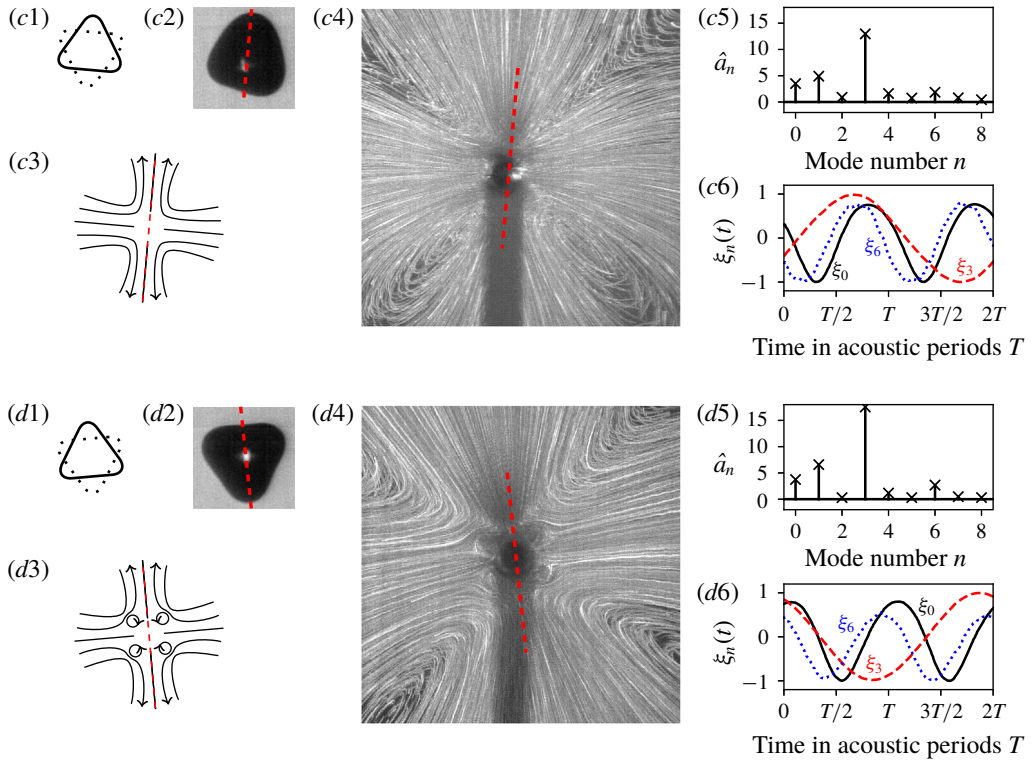 (c1)
(c2)
(c4)
(c5)
15
10
5
0
â_n
0 2 4 6 8
Mode number n
(c3)
(c6)
1
0
−1
ξ_n(t)
ξ_6
ξ_0
ξ_3
0 T/2 T 3T/2 2T
Time in acoustic periods T
(d1)
(d2)
(d4)
(d5)
15
10
5
0
â_n
0 2 4 6 8
Mode number n
(d3)
(d6)
1
0
−1
ξ_n(t)
ξ_6
ξ_3
ξ_0
0 T/2 T 3T/2 2T
Time in acoustic periods T